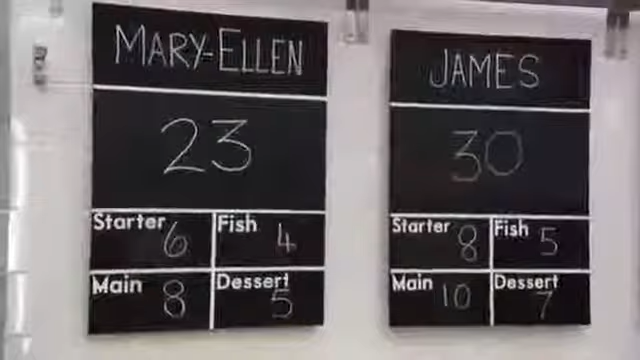 MARY-ELLEN
23
Starter 6 Fish 4
Main 8 Dessert 5
JAMES
30
Starter 8 Fish 5
Main 10 Dessert 7